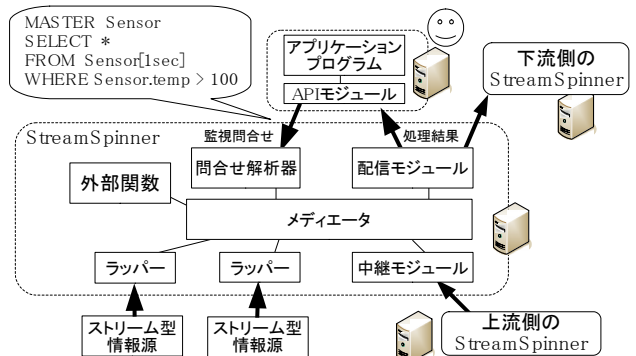 MASTER Sensor
SELECT *
FROM Sensor[1sec]
WHERE Sensor.temp > 100
アプリケーション
プログラム
APIモジュール
下流側の
StreamSpinner
StreamSpinner
監視問合せ
処理結果
問合せ解析器
配信モジュール
外部関数
メディエータ
ラッパー
ラッパー
中継モジュール
ストリーム型
情報源
ストリーム型
情報源
上流側の
StreamSpinner